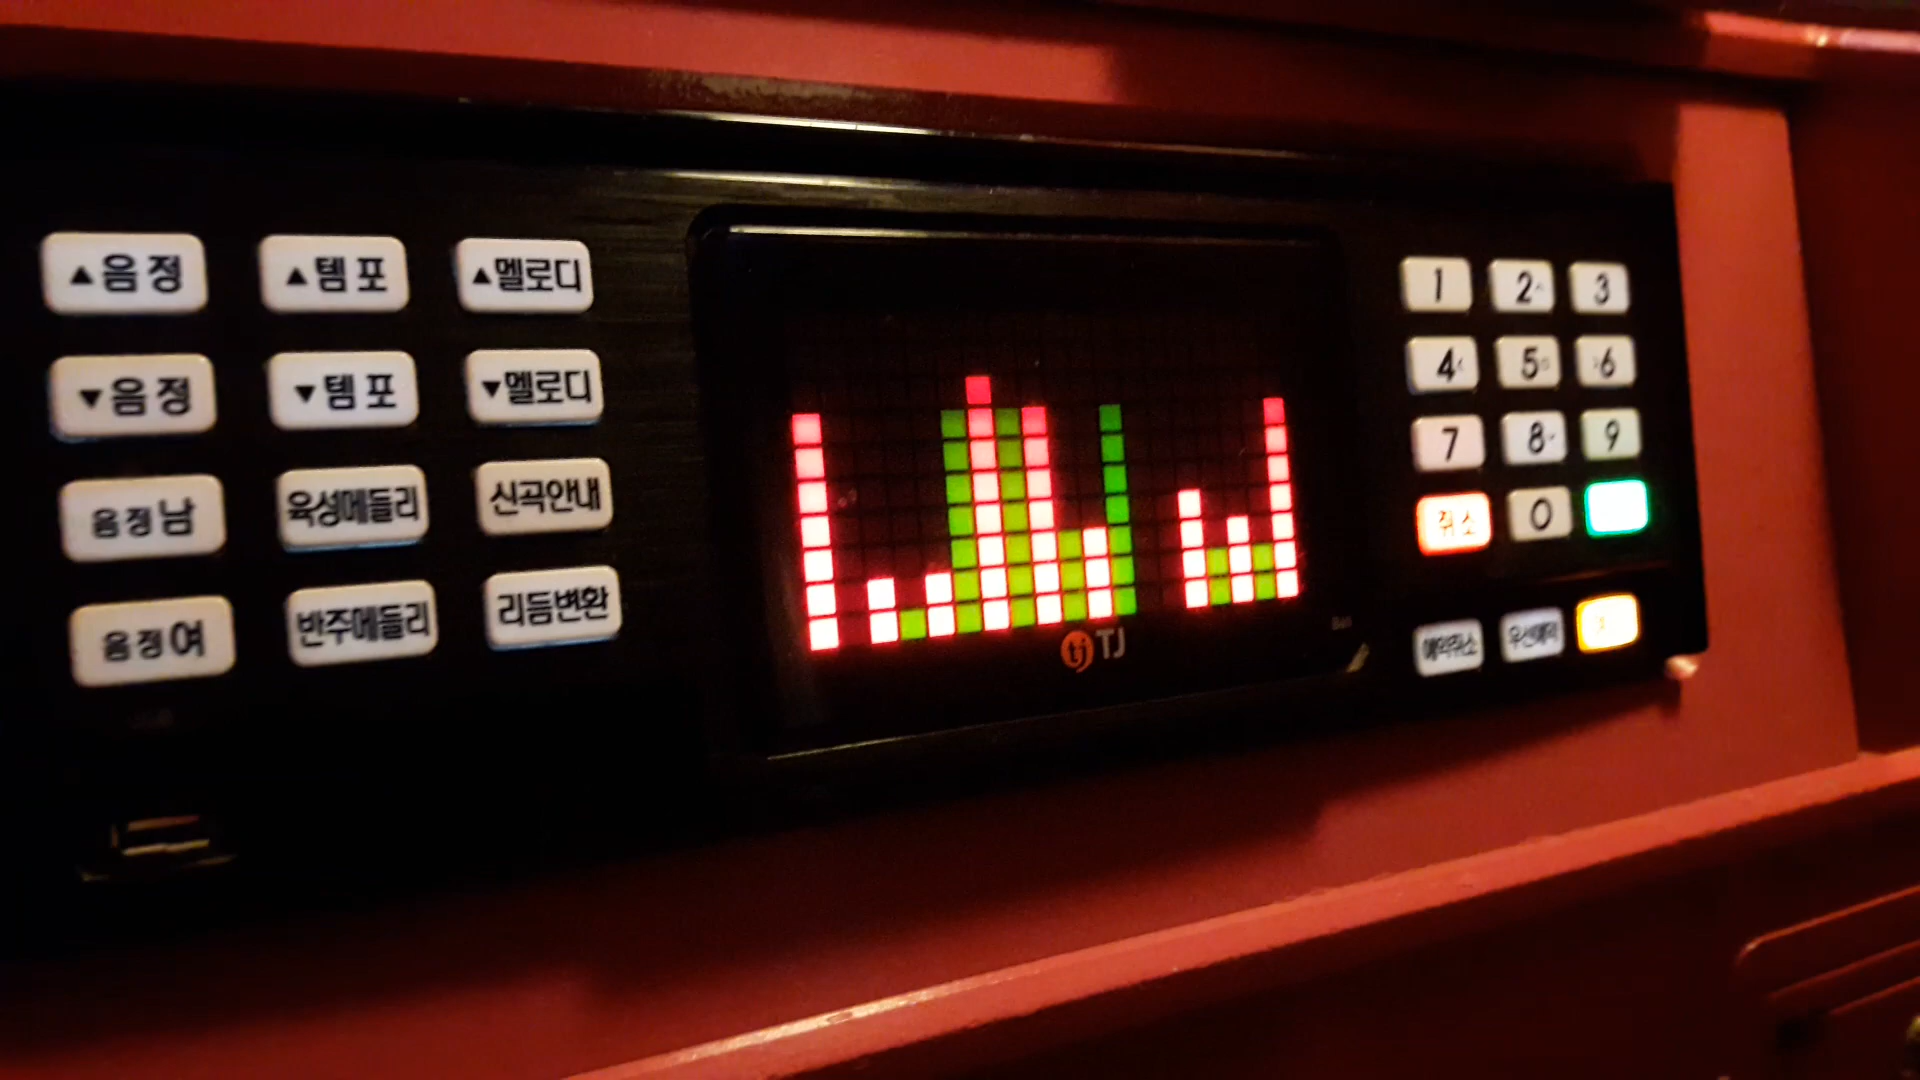 ▲음정 ▲템포 ▲멜로디
▼음정 ▼템포 ▼멜로디
음정남 육성메들리 신곡안내
음정여 반주메들리 리듬변환
tj TJ
1 2 3
4 5 6
7 8 9
취소 0
예약취소 우선예약